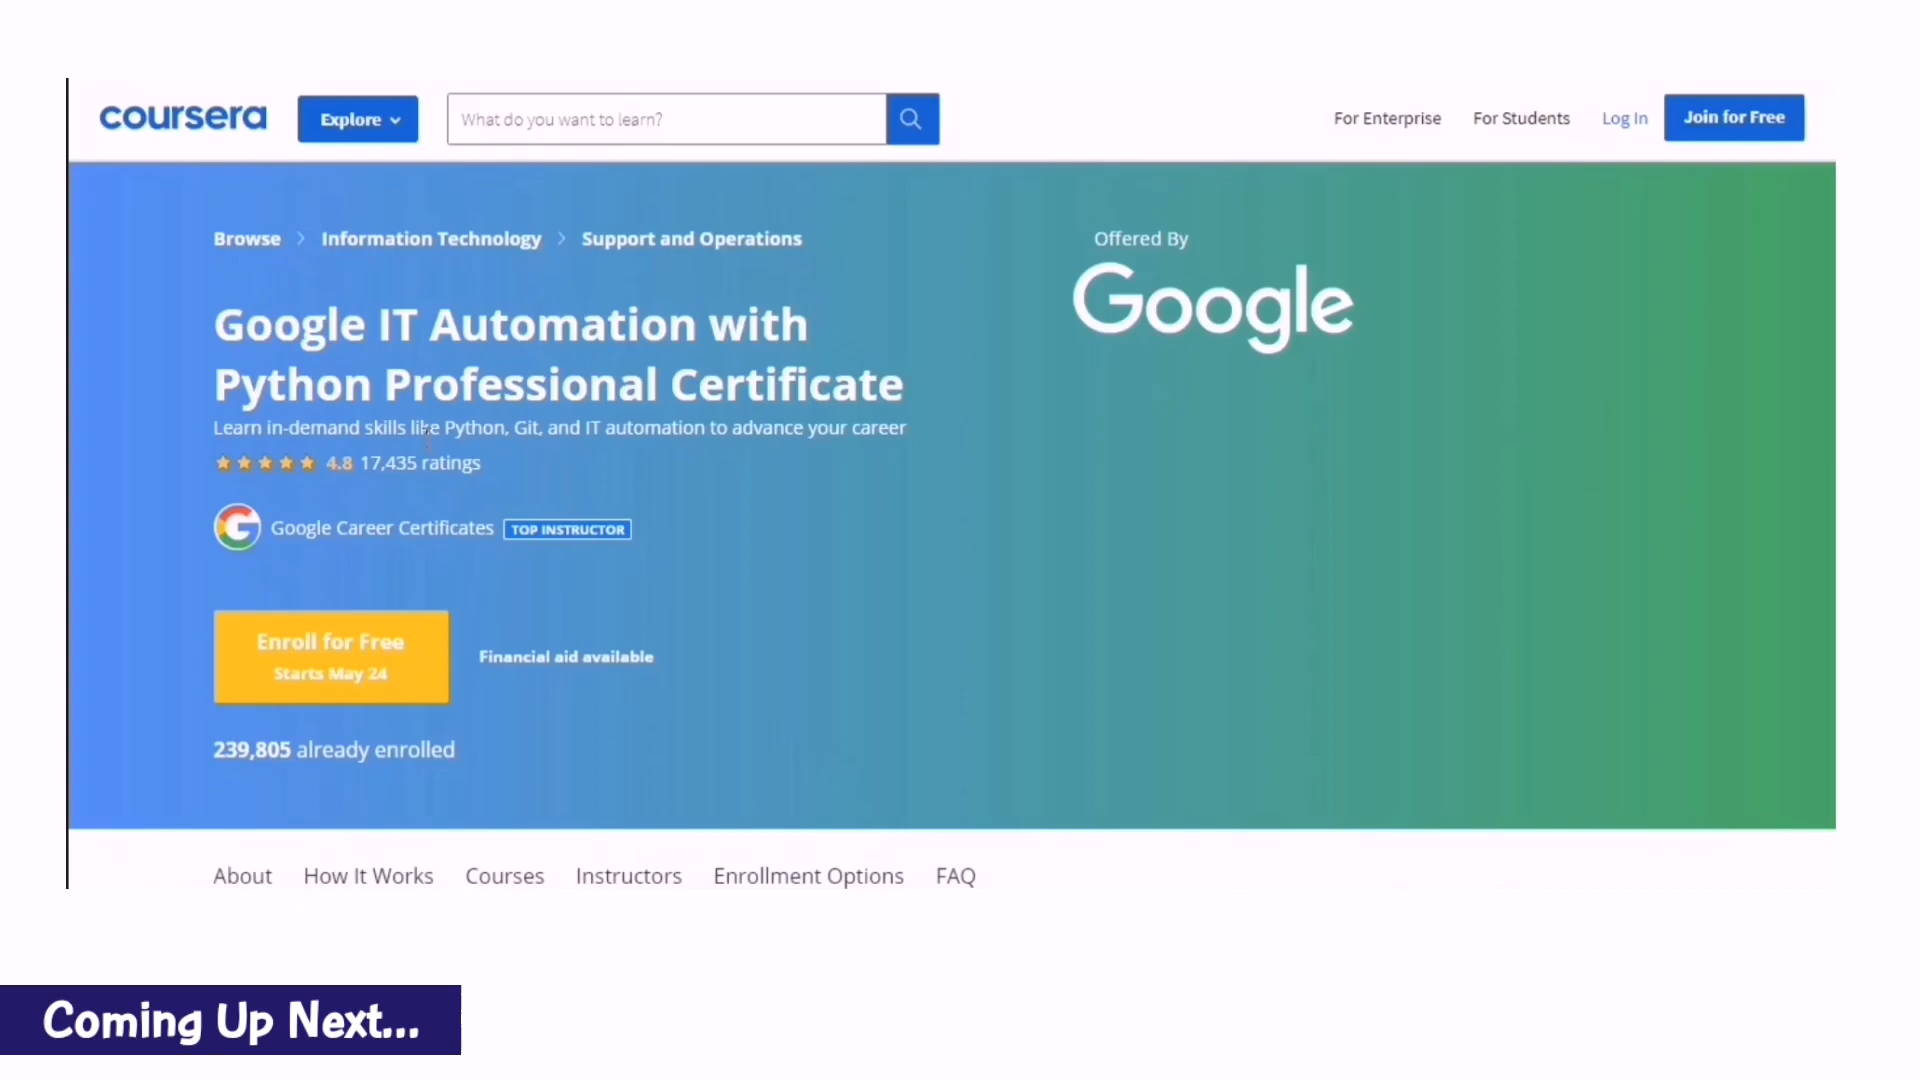 coursera
Explore
What do you want to learn?
For Enterprise
For Students
Log In
Join for Free
Browse > Information Technology > Support and Operations
Offered By
Google
Google IT Automation with
Python Professional Certificate
Learn in-demand skills like Python, Git, and IT automation to advance your career
4.8 17,435 ratings
G
Google Career Certificates TOP INSTRUCTOR
Enroll for Free
Starts May 24
Financial aid available
239,805 already enrolled
About
How It Works
Courses
Instructors
Enrollment Options
FAQ
Coming Up Next...